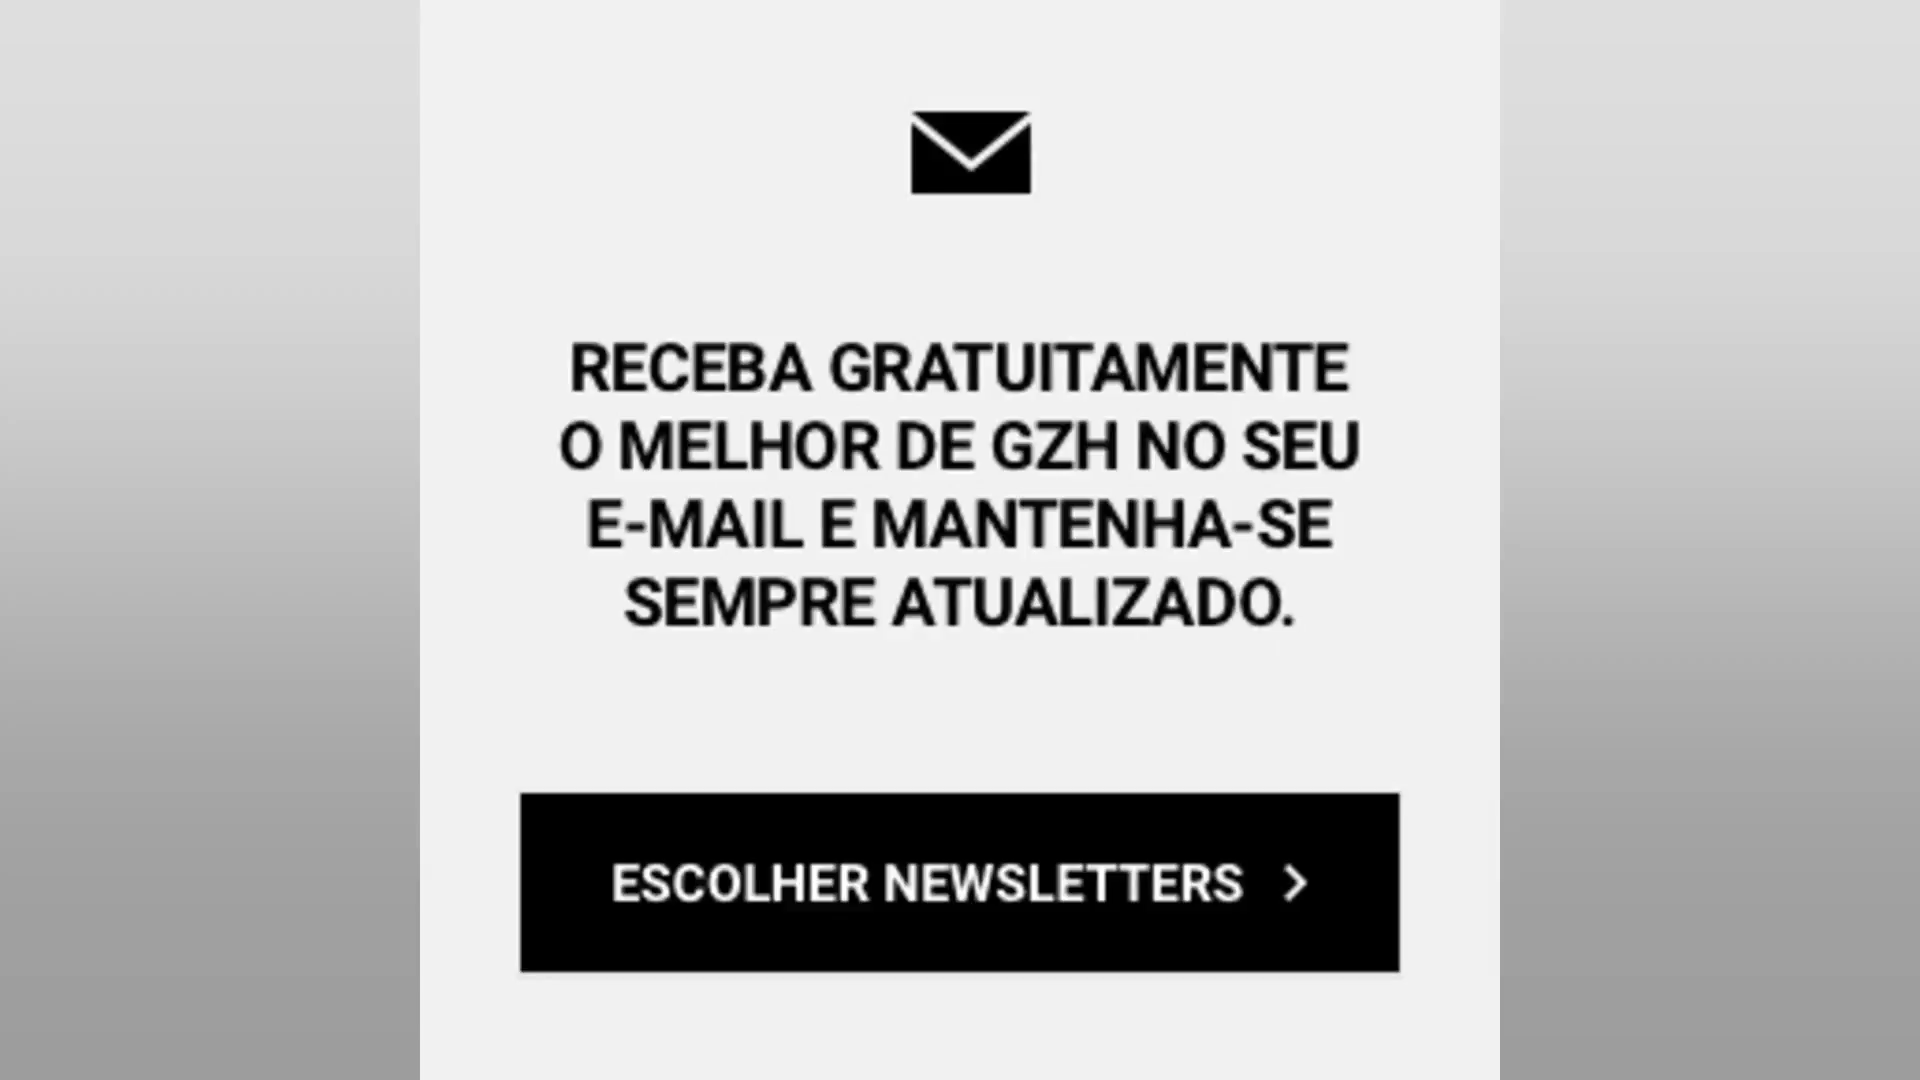 RECEBA GRATUITAMENTE
O MELHOR DE GZH NO SEU
E-MAIL E MANTENHA-SE
SEMPRE ATUALIZADO.
ESCOLHER NEWSLETTERS